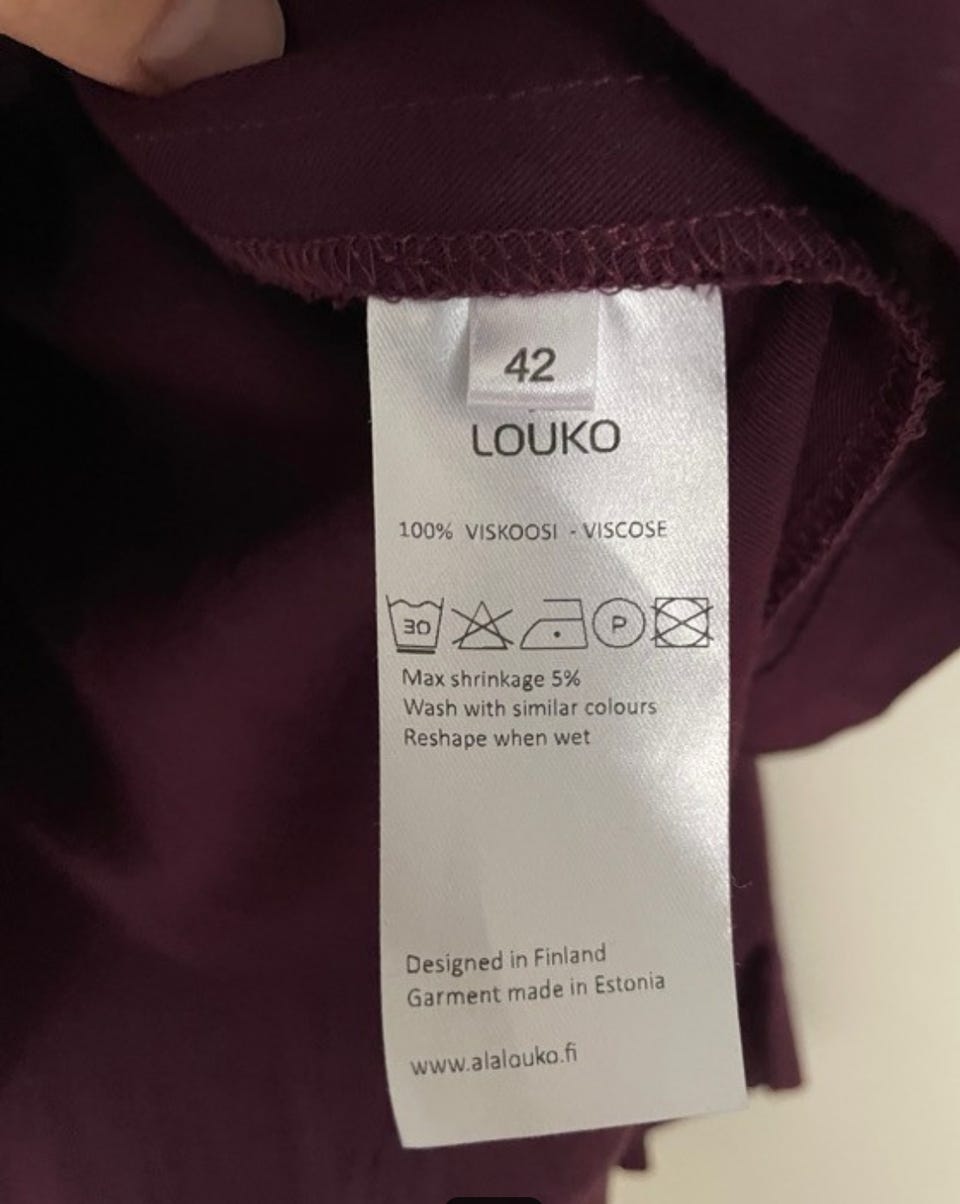 42
LOUKO
100% VISKOOSI - VISCOSE
30 P
Max shrinkage 5%
Wash with similar colours
Reshape when wet
Designed in Finland
Garment made in Estonia
www.alalouko.fi